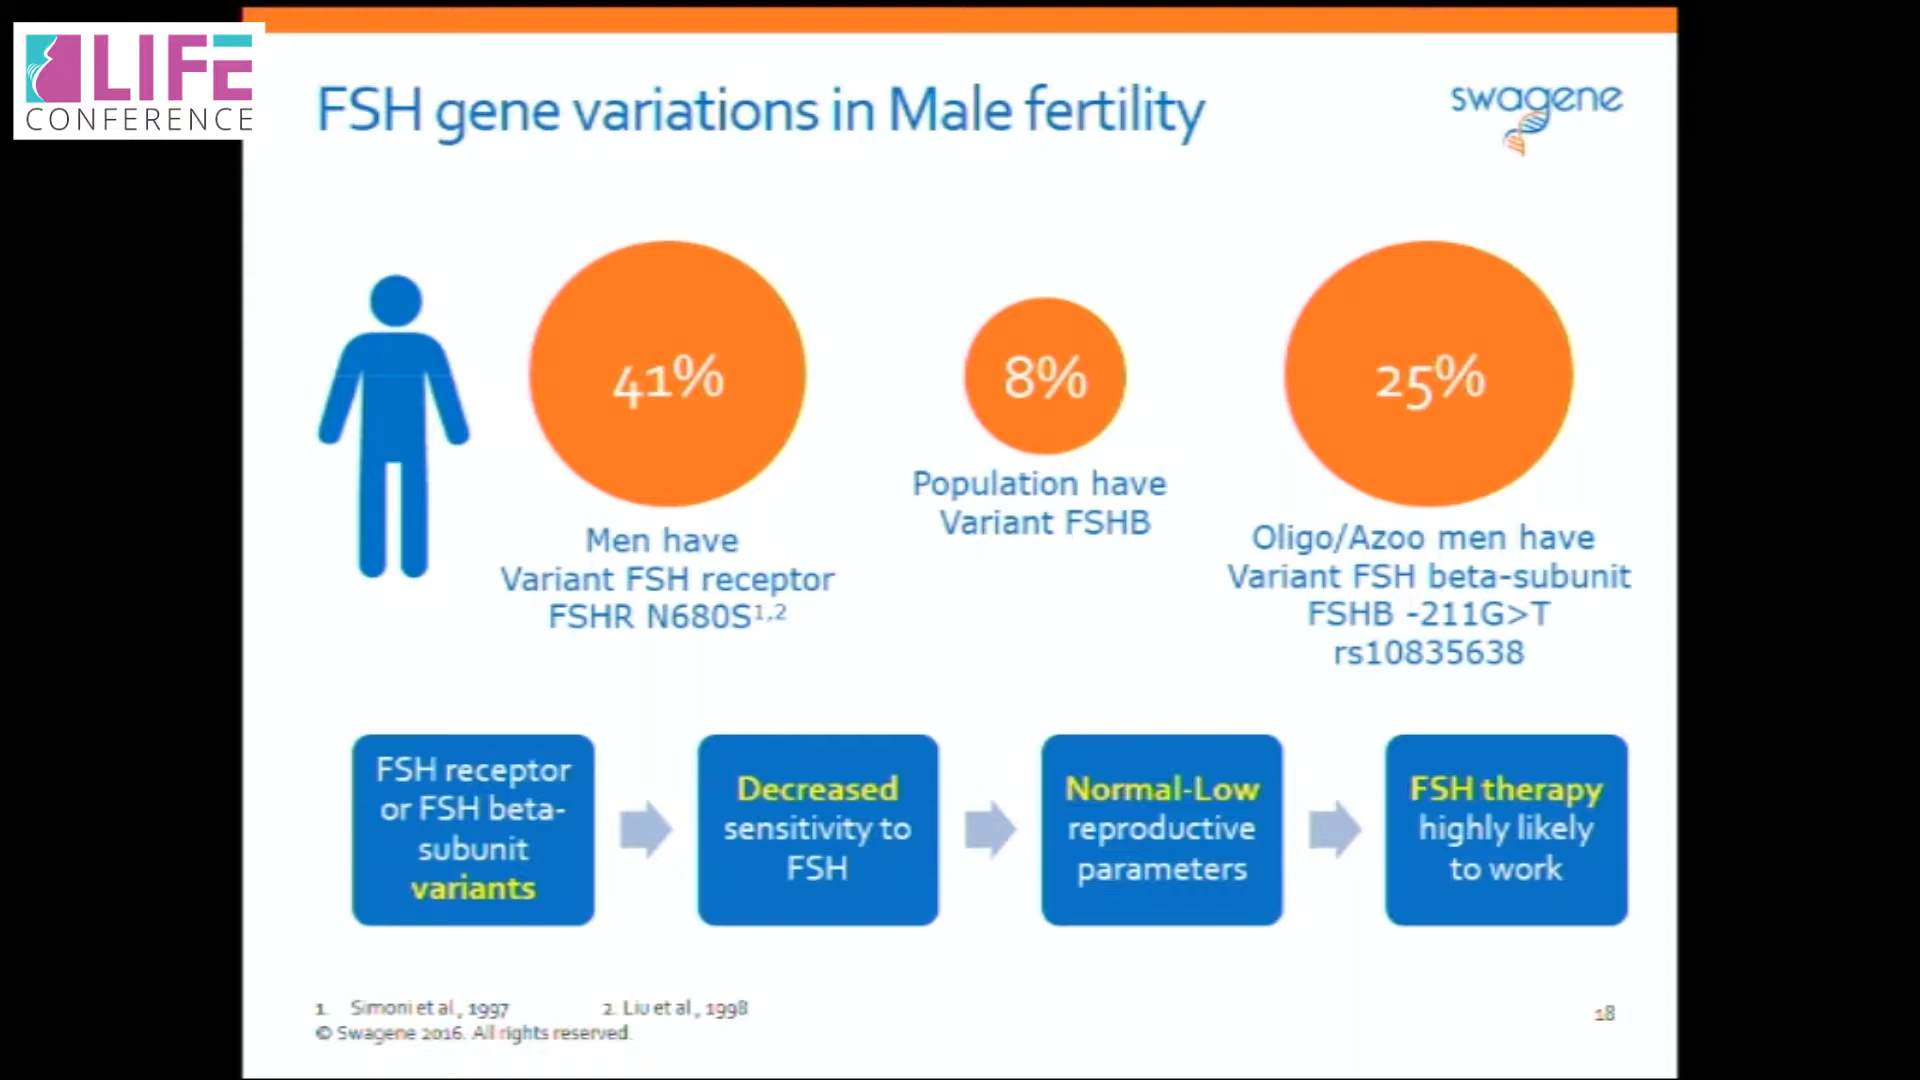 LIFE
CONFERENCE
FSH gene variations in Male fertility
swagene
41%
8%
25%
Men have
Variant FSH receptor
FSHR N680S¹,²
Population have
Variant FSHB
Oligo/Azoo men have
Variant FSH beta-subunit
FSHB -211G>T
rs10835638
FSH receptor
or FSH beta-
subunit
variants
Decreased
sensitivity to
FSH
Normal-Low
reproductive
parameters
FSH therapy
highly likely
to work
1. Simoni et al., 1997 2. Liu et al., 1998
© Swagene 2016. All rights reserved.
18